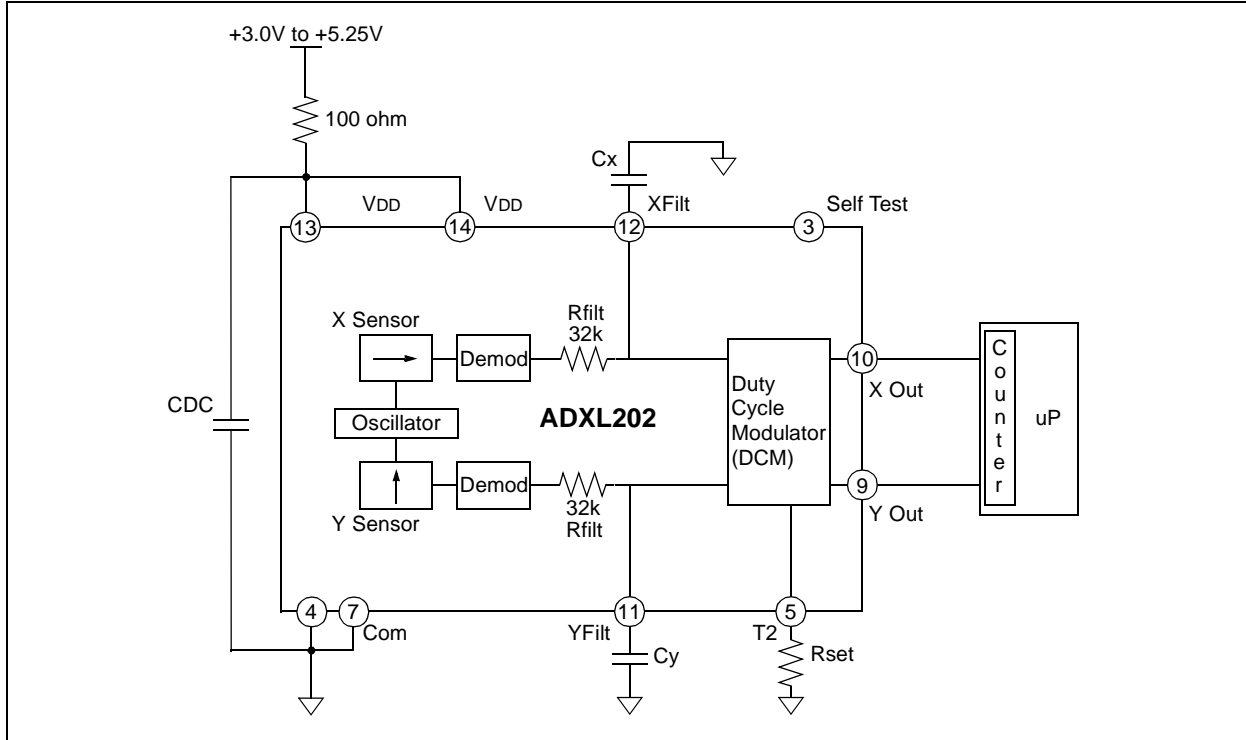 +3.0V to +5.25V
100 ohm
Cx
VDD
VDD
XFilt
Self Test
13
14
12
3
X Sensor
Rfilt
32k
Demod
10
X Out
Duty
Cycle
Modulator
(DCM)
Counter
uP
CDC
Oscillator
ADXL202
Demod
32k
Rfilt
Y Sensor
9
Y Out
4
7
Com
11
YFilt
5
T2
Cy
Rset